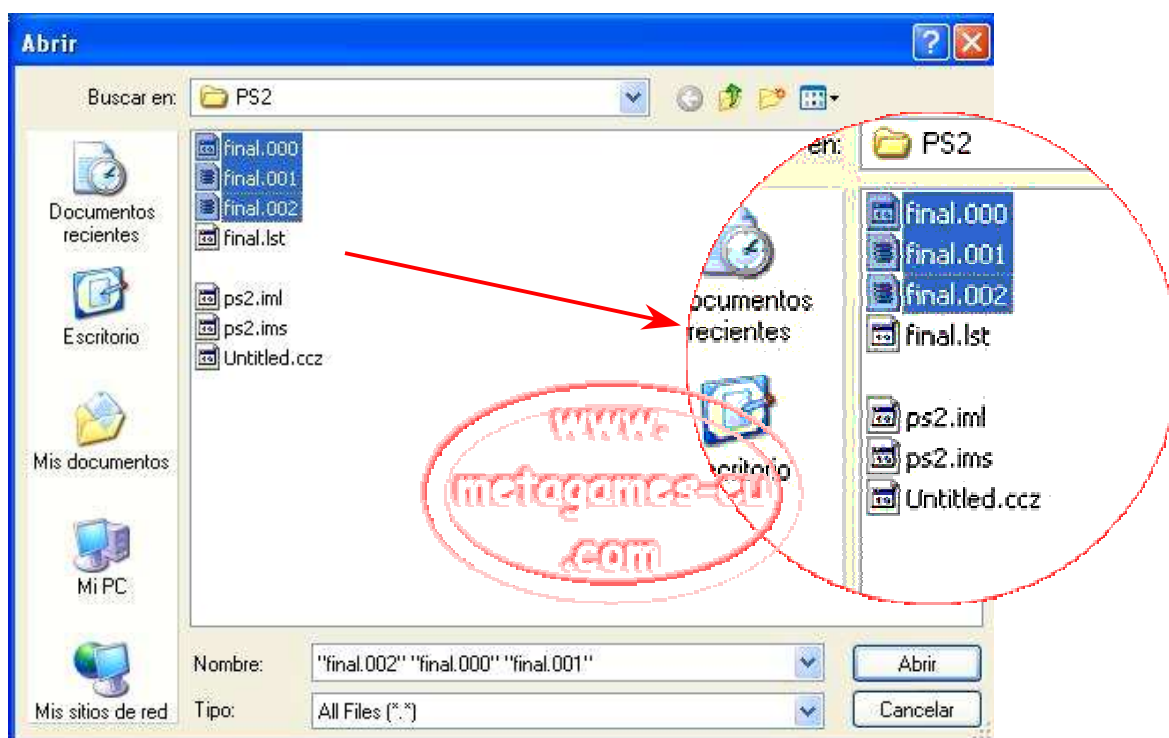 Abrir
Buscar en: PS2
final.000
final.001
final.002
final.lst
ps2.iml
ps2.ims
Untitled.ccz
Documentos
recientes
Escritorio
Mis documentos
Mi PC
Mis sitios de red
Nombre: "final.002" "final.000" "final.001" Abrir
Tipo: All Files (*.*) Cancelar
en: PS2
final.000
final.001
final.002
final.lst
ps2.iml
ps2.ims
Untitled.ccz
ocumentos
recientes
scritorio
www.
metagames-eu
.com